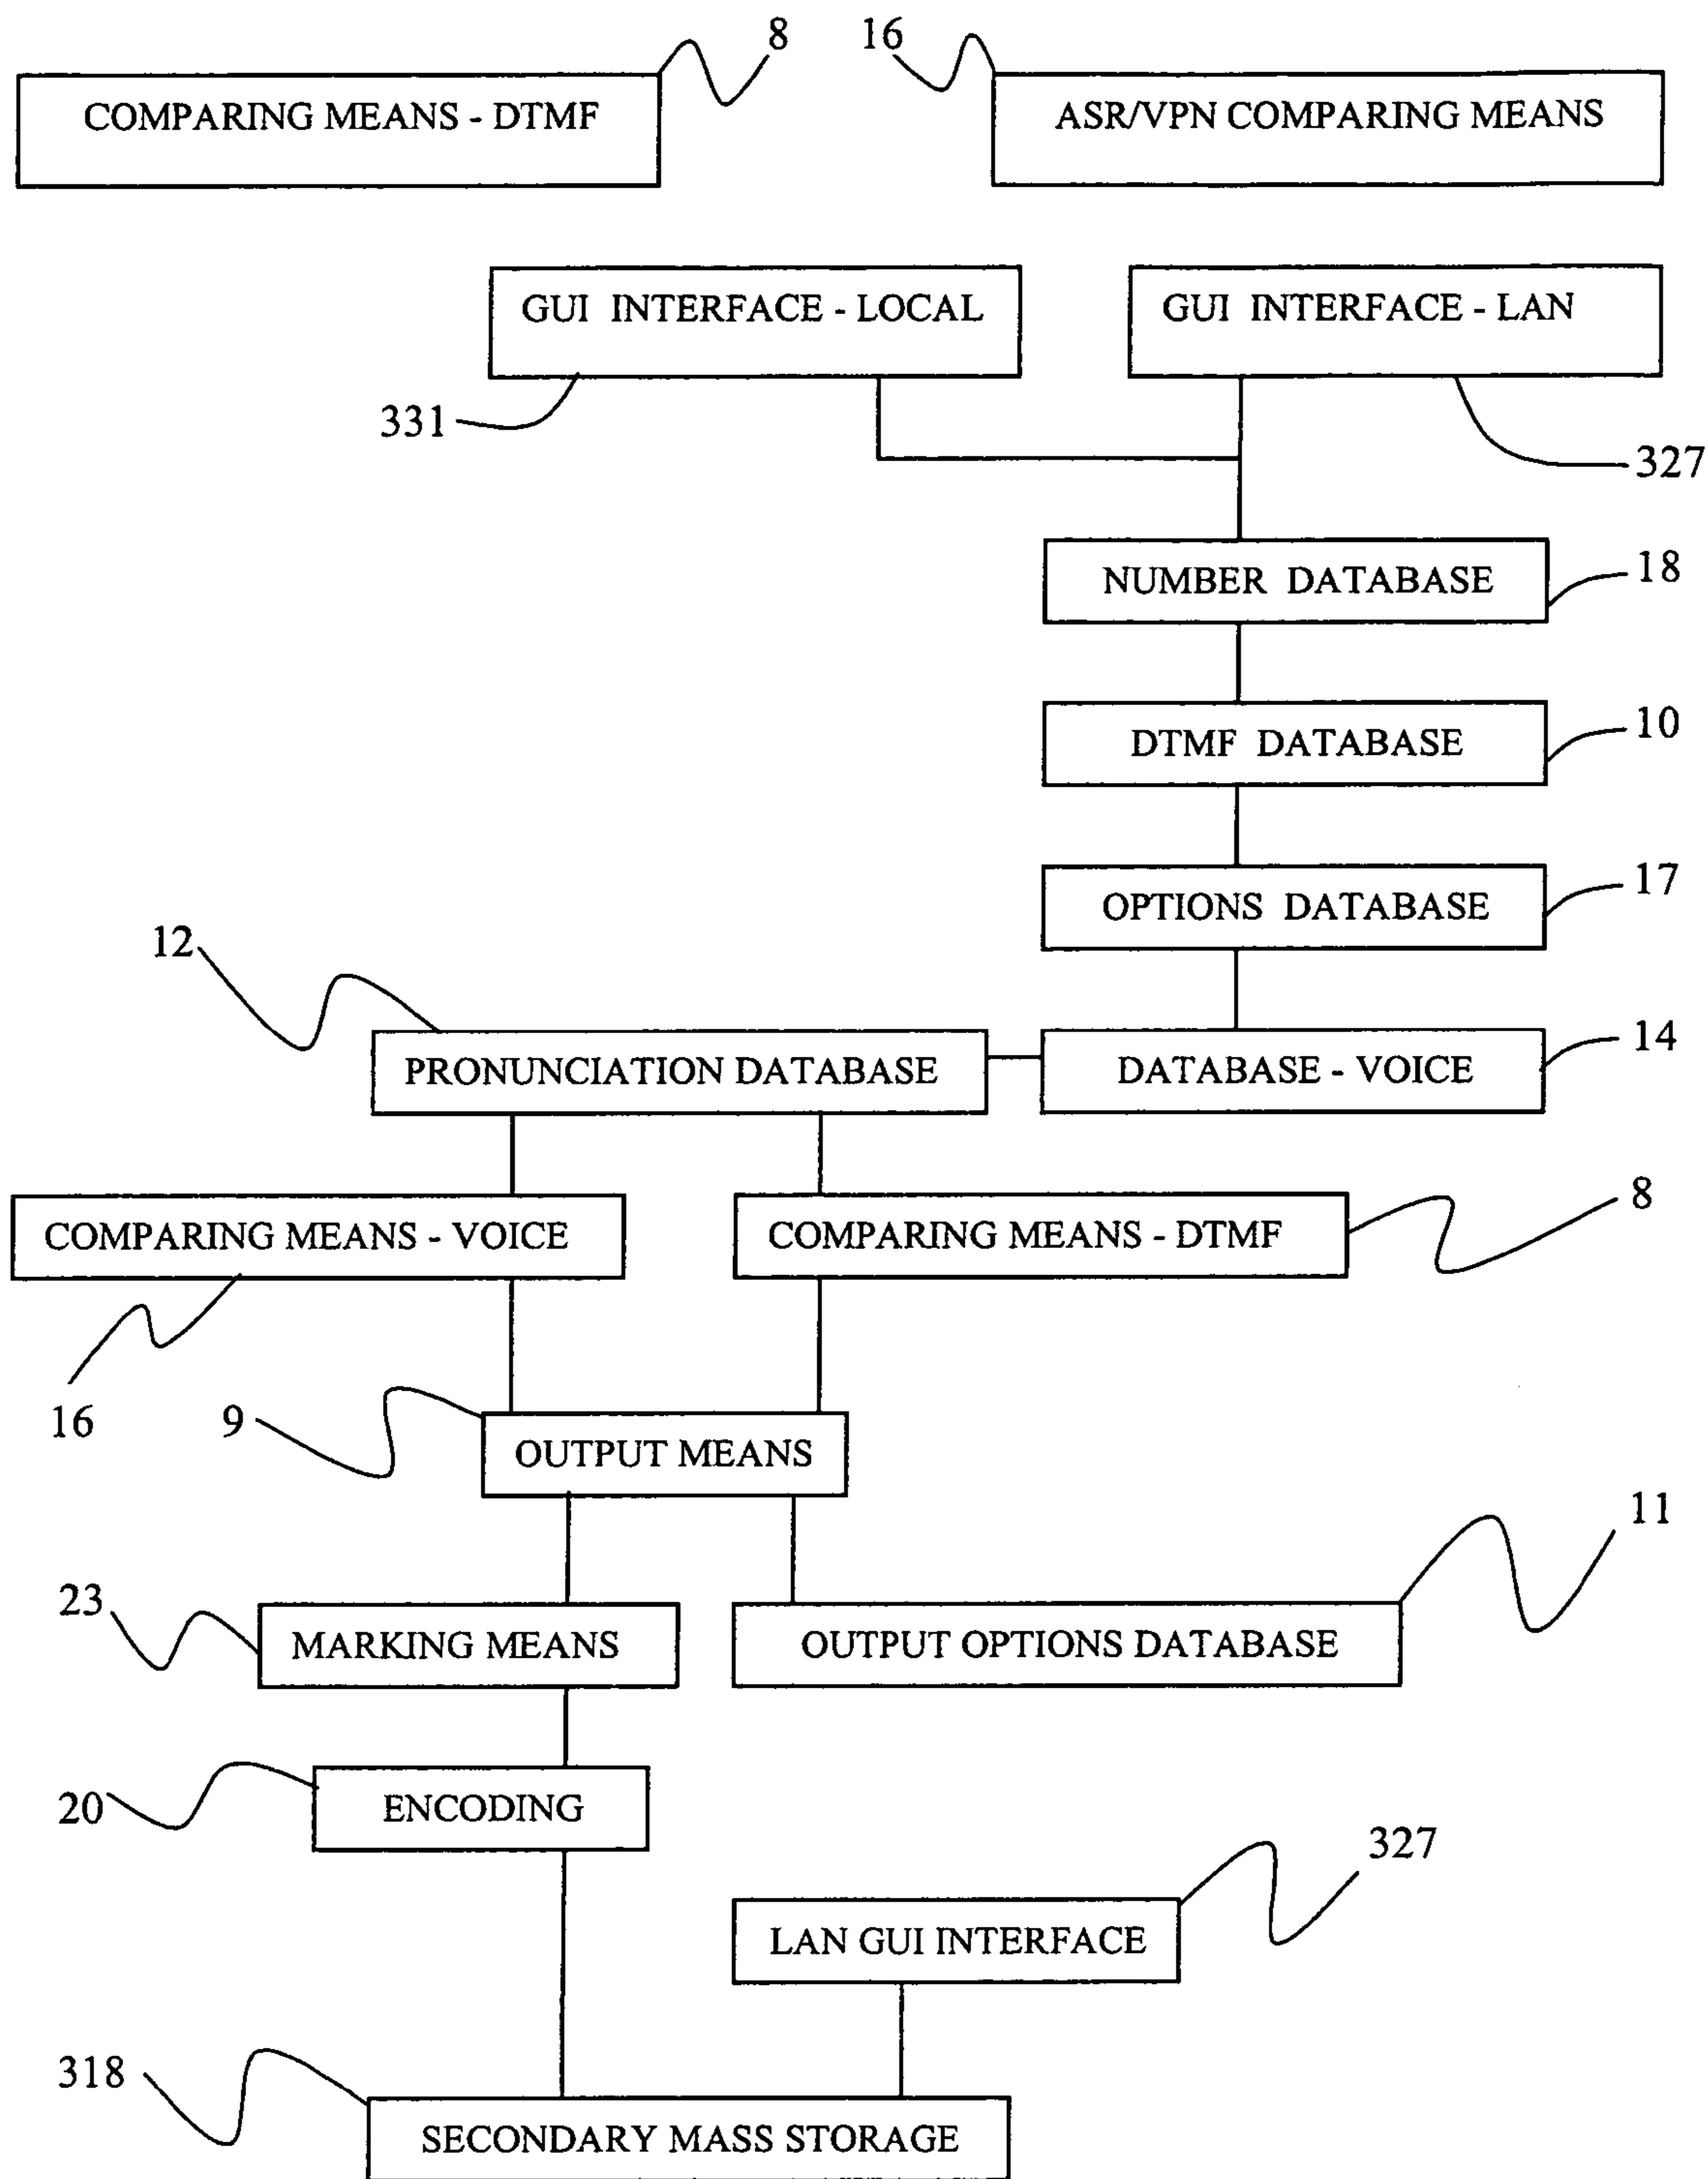 8
16
COMPARING MEANS - DTMF
ASR/VPN COMPARING MEANS
GUI INTERFACE - LOCAL
GUI INTERFACE - LAN
331
327
NUMBER DATABASE
18
DTMF DATABASE
10
OPTIONS DATABASE
17
12
PRONUNCIATION DATABASE
DATABASE - VOICE
14
COMPARING MEANS - VOICE
COMPARING MEANS - DTMF
8
16
9
OUTPUT MEANS
11
23
MARKING MEANS
OUTPUT OPTIONS DATABASE
20
ENCODING
327
LAN GUI INTERFACE
318
SECONDARY MASS STORAGE